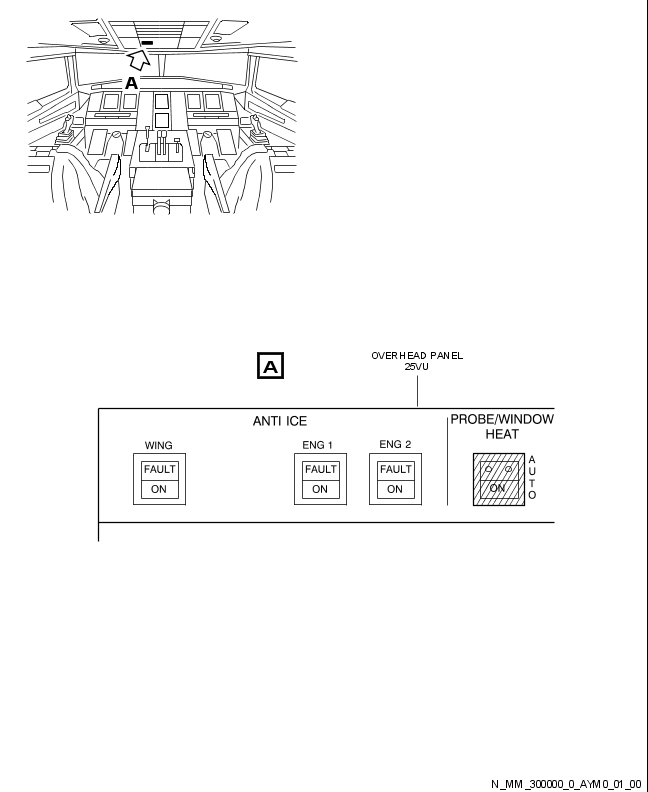 A
A
OVERHEAD PANEL
25VU
ANTI ICE
PROBE/WINDOW
HEAT
WING
ENG 1
ENG 2
FAULT
ON
FAULT
ON
FAULT
ON
ON
A
U
T
O
N_MM_300000_0_AYM0_01_00